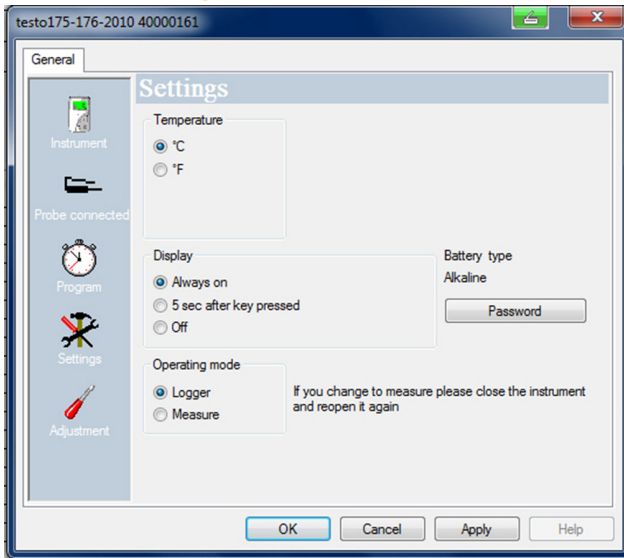 testo175-176-2010 40000161
General
Instrument
Probe connected
Program
Settings
Adjustment
Settings
Temperature
°C
°F
Display
Always on
5 sec after key pressed
Off
Battery type
Alkaline
Password
Operating mode
Logger
Measure
If you change to measure please close the instrument
and reopen it again
OK
Cancel
Apply
Help